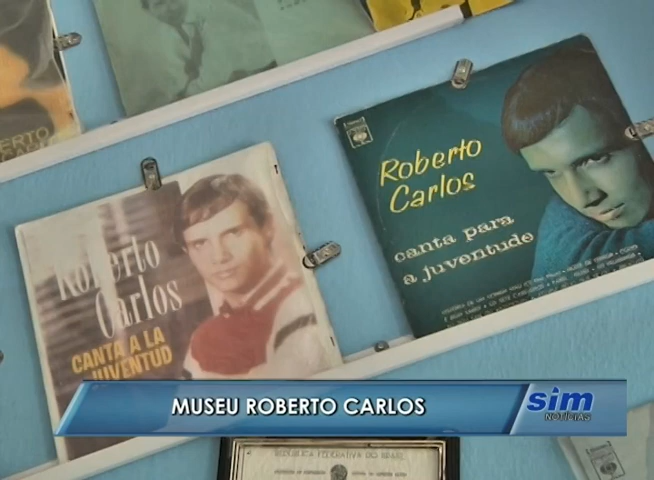 Roberto
Carlos
canta para
a juventude
Roberto
Carlos
CANTA A LA
JUVENTUD
MUSEU ROBERTO CARLOS
sim
NOTÍCIAS
REPÚBLICA FEDERATIVA DO BRASIL